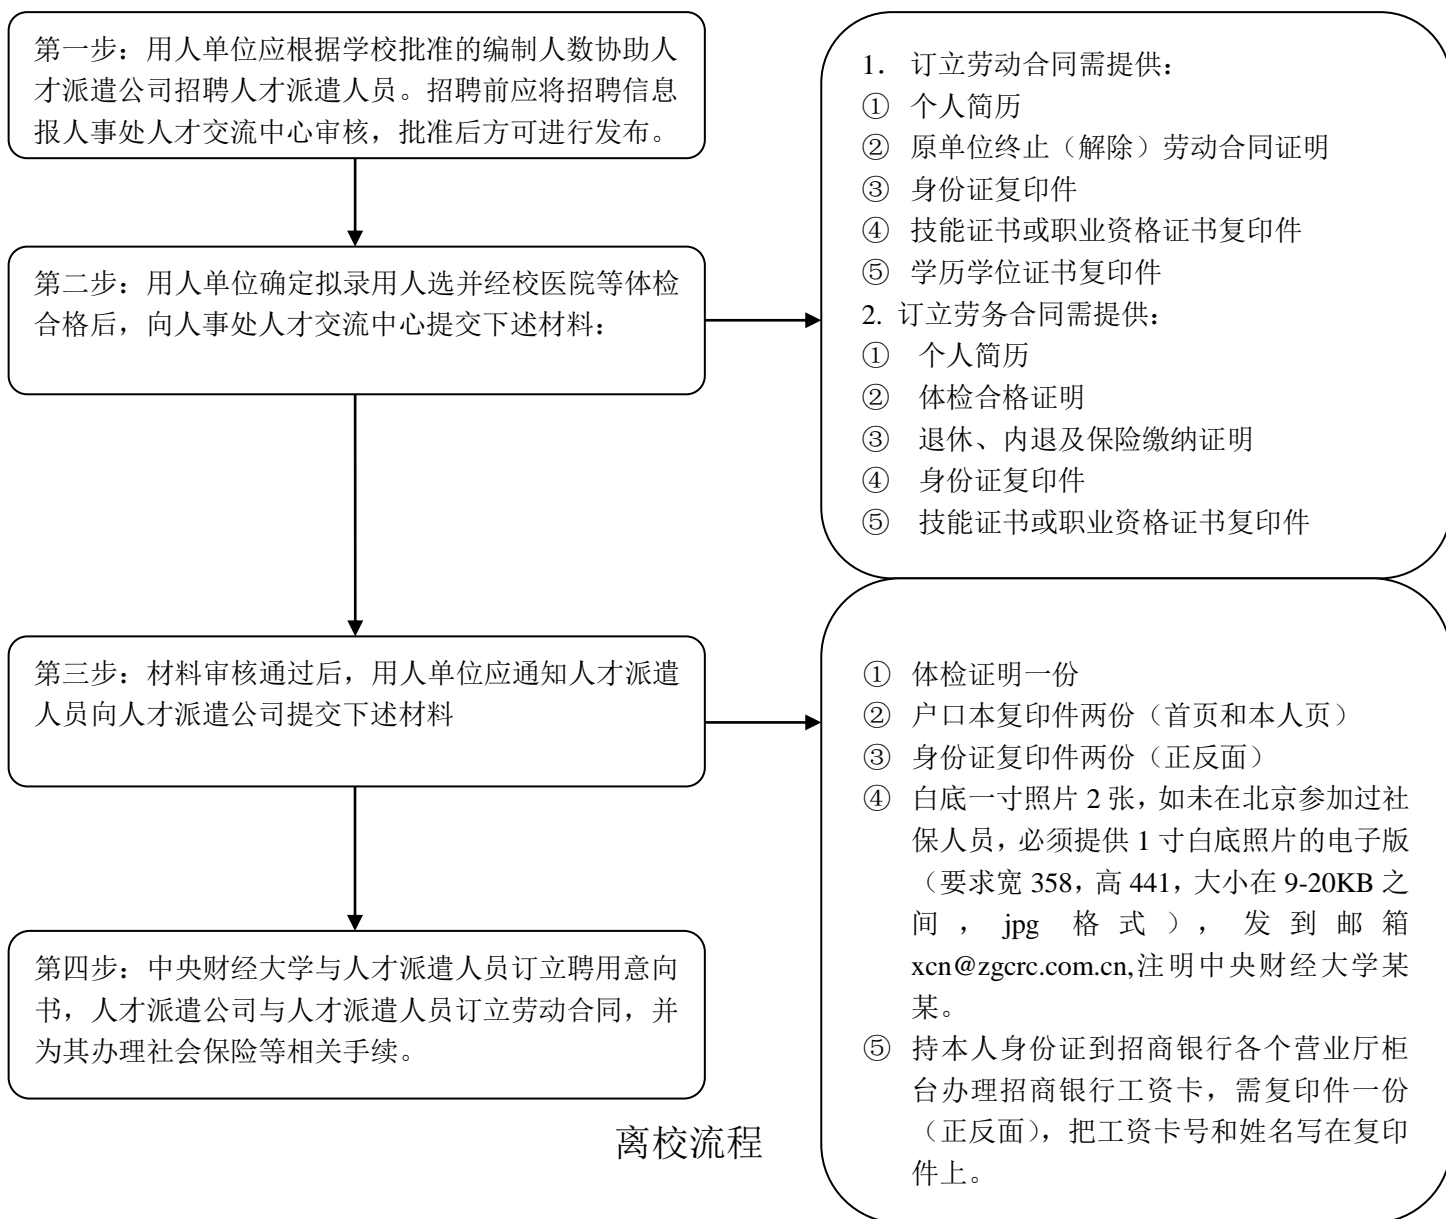 第一步：用人单位应根据学校批准的编制人数协助人
才派遣公司招聘人才派遣人员。招聘前应将招聘信息
报人事处人才交流中心审核，批准后方可进行发布。
第二步：用人单位确定拟录用人选并经校医院等体检
合格后，向人事处人才交流中心提交下述材料：
1. 订立劳动合同需提供：
① 个人简历
② 原单位终止（解除）劳动合同证明
③ 身份证复印件
④ 技能证书或职业资格证书复印件
⑤ 学历学位证书复印件
2. 订立劳务合同需提供：
① 个人简历
② 体检合格证明
③ 退休、内退及保险缴纳证明
④ 身份证复印件
⑤ 技能证书或职业资格证书复印件
第三步：材料审核通过后，用人单位应通知人才派遣
人员向人才派遣公司提交下述材料
① 体检证明一份
② 户口本复印件两份（首页和本人页）
③ 身份证复印件两份（正反面）
④ 白底一寸照片 2 张，如未在北京参加过社
保人员，必须提供 1 寸白底照片的电子版
（要求宽 358，高 441，大小在 9-20KB 之
间，jpg 格式），发到邮箱
xcn@zgcrc.com.cn,注明中央财经大学某
某。
⑤ 持本人身份证到招商银行各个营业厅柜
台办理招商银行工资卡，需复印件一份
（正反面），把工资卡号和姓名写在复印
件上。
第四步：中央财经大学与人才派遣人员订立聘用意向
书，人才派遣公司与人才派遣人员订立劳动合同，并
为其办理社会保险等相关手续。
离校流程